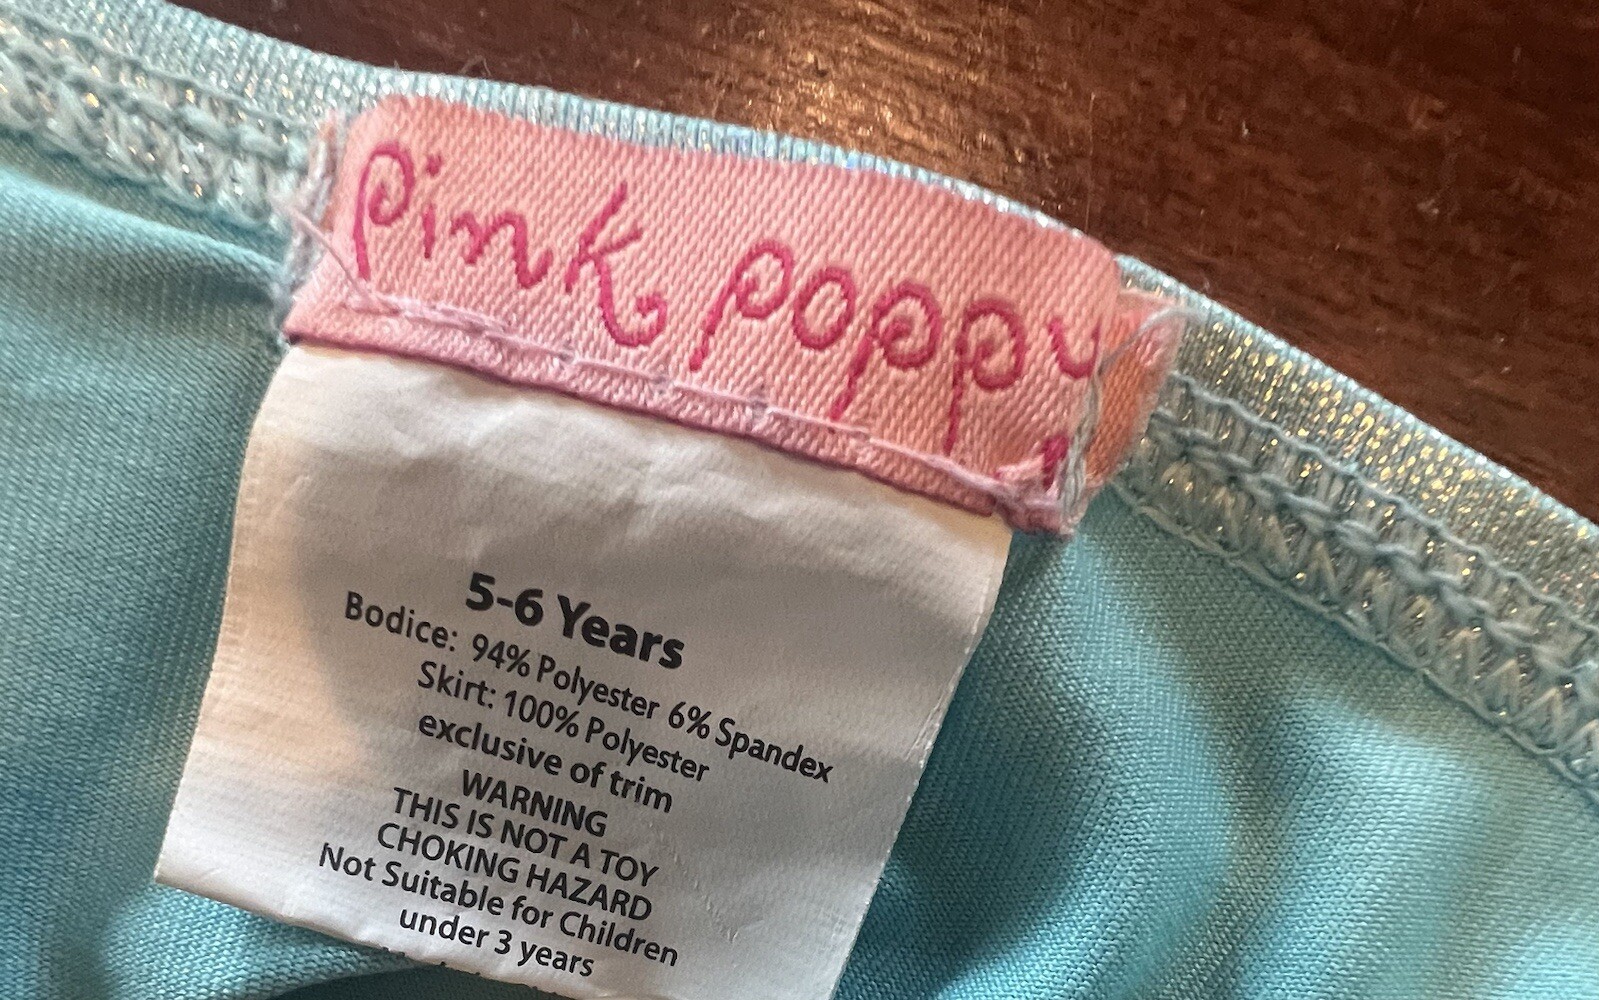 pink poppy
5-6 Years
Bodice: 94% Polyester 6% Spandex
Skirt: 100% Polyester
exclusive of trim
WARNING
THIS IS NOT A TOY
CHOKING HAZARD
Not Suitable for Children
under 3 years